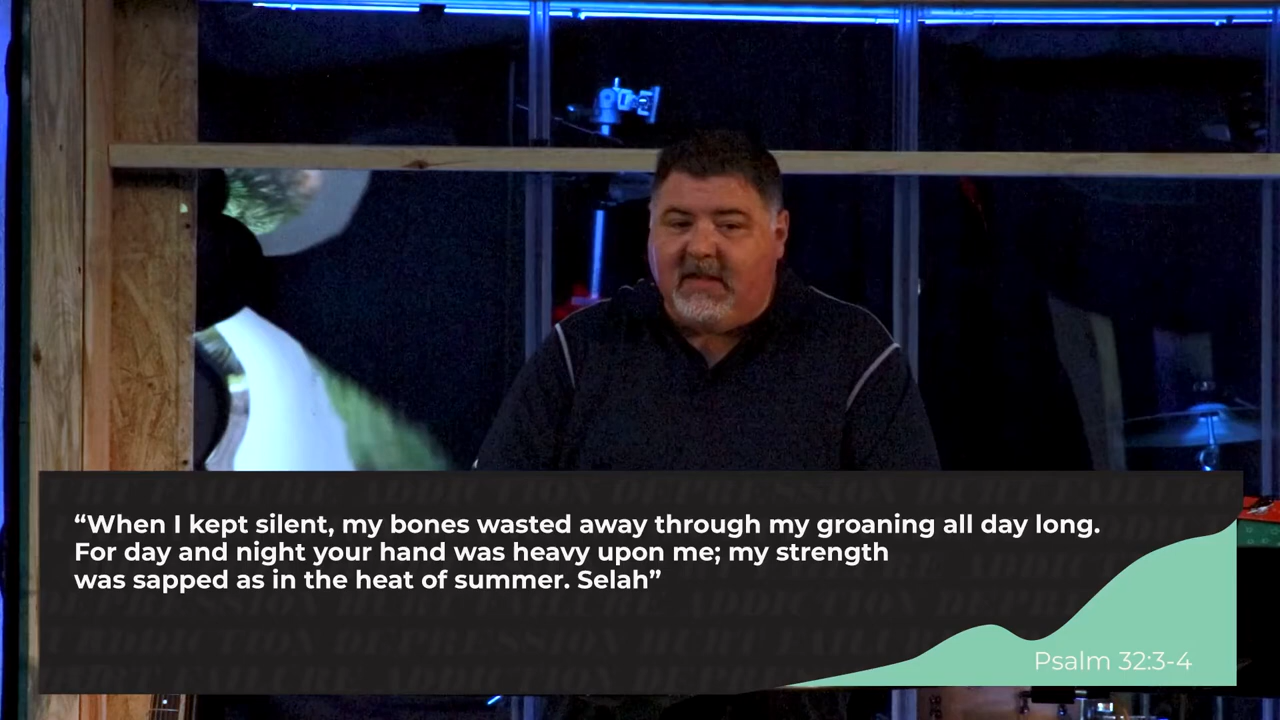 “When I kept silent, my bones wasted away through my groaning all day long.
For day and night your hand was heavy upon me; my strength
was sapped as in the heat of summer. Selah”
Psalm 32:3-4